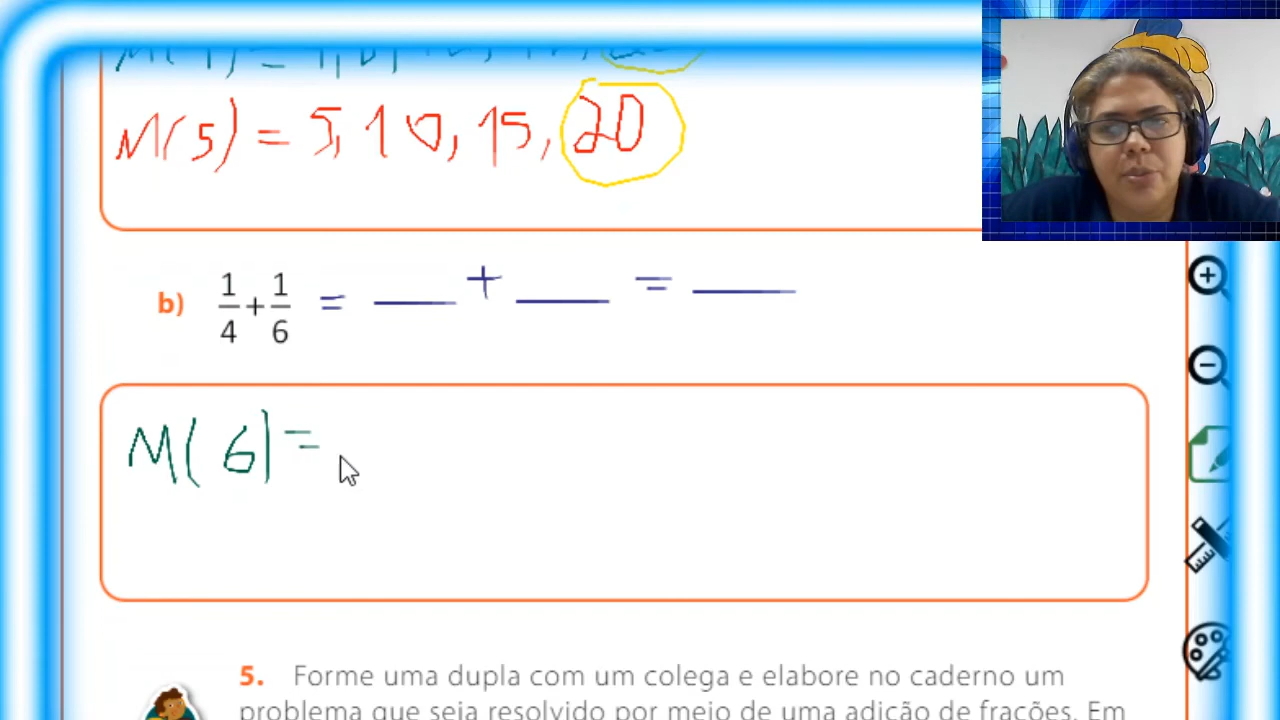 M(5) = 5, 10, 15, 20
b) 1/4 + 1/6 = ___ + ___ = ___
M(6) =
5. Forme uma dupla com um colega e elabore no caderno um
problema que seja resolvido por meio de uma adição de frações. Em